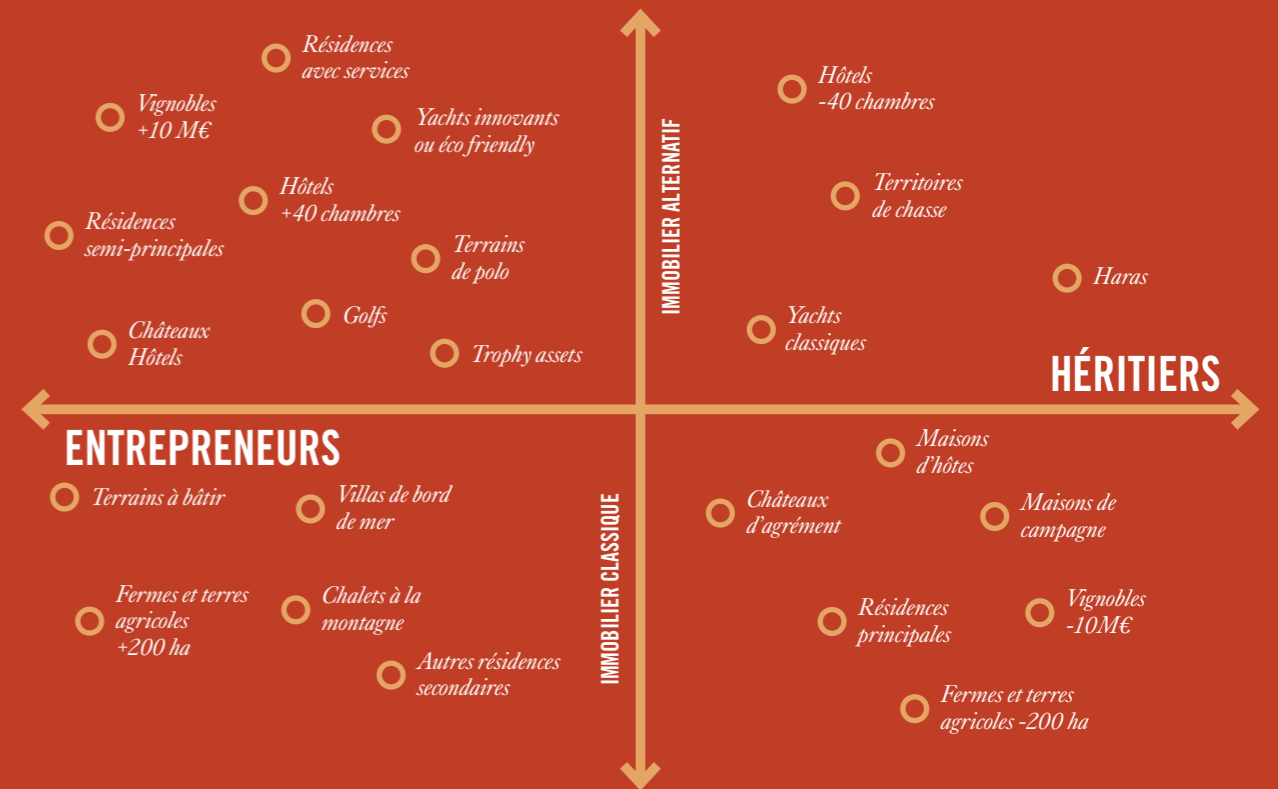 Résidences
avec services
Vignobles
+10 M€
Yachts innovants
ou éco friendly
Hôtels
+40 chambres
Résidences
semi-principales
Terrains
de polo
Golfs
Châteaux
Hôtels
Trophy assets
IMMOBILIER ALTERNATIF
Hôtels
-40 chambres
Territoires
de chasse
Haras
Yachts
classiques
HÉRITIERS
ENTREPRENEURS
Terrains à bâtir
Villas de bord
de mer
Fermes et terres
agricoles
+200 ha
Chalets à la
montagne
Autres résidences
secondaires
IMMOBILIER CLASSIQUE
Maisons
d’hôtes
Châteaux
d’agrément
Maisons de
campagne
Résidences
principales
Vignobles
-10M€
Fermes et terres
agricoles -200 ha